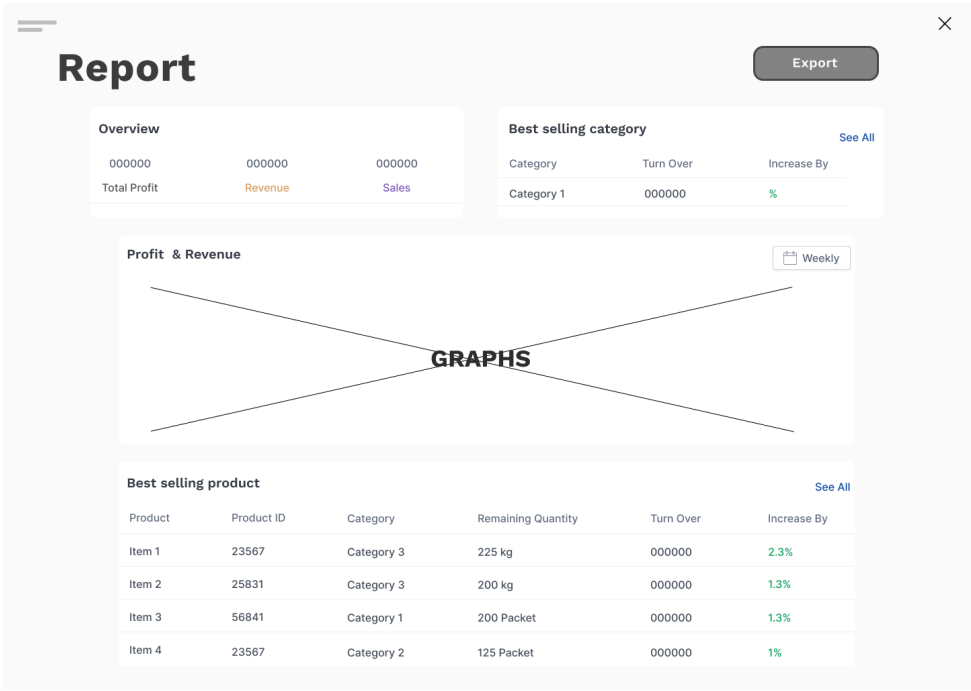 Report
Export
Overview
000000 000000 000000
Total Profit Revenue Sales
Best selling category
See All
Category Turn Over Increase By
Category 1 000000 %
Profit & Revenue
Weekly
GRAPHS
Best selling product
See All
Product Product ID Category Remaining Quantity Turn Over Increase By
Item 1 23567 Category 3 225 kg 000000 2.3%
Item 2 25831 Category 3 200 kg 000000 1.3%
Item 3 56841 Category 1 200 Packet 000000 1.3%
Item 4 23567 Category 2 125 Packet 000000 1%